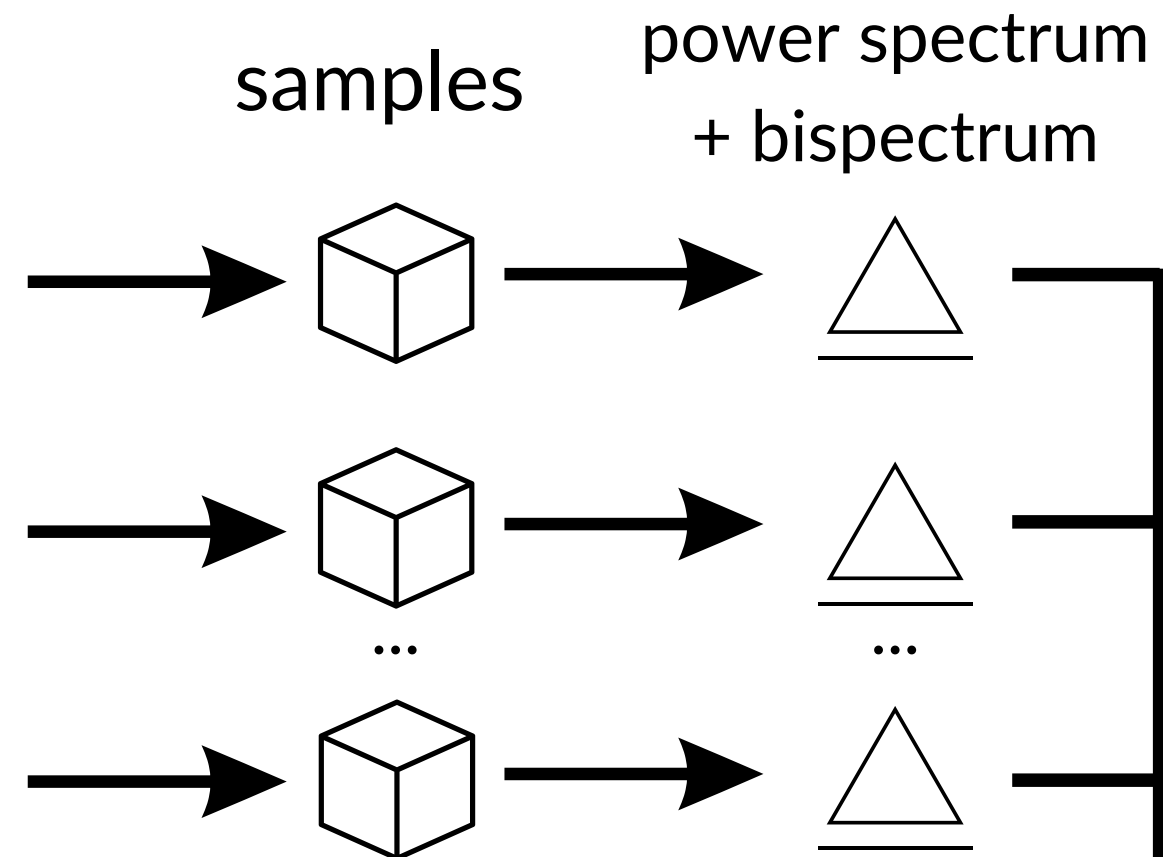 samples
power spectrum
+ bispectrum
...
...